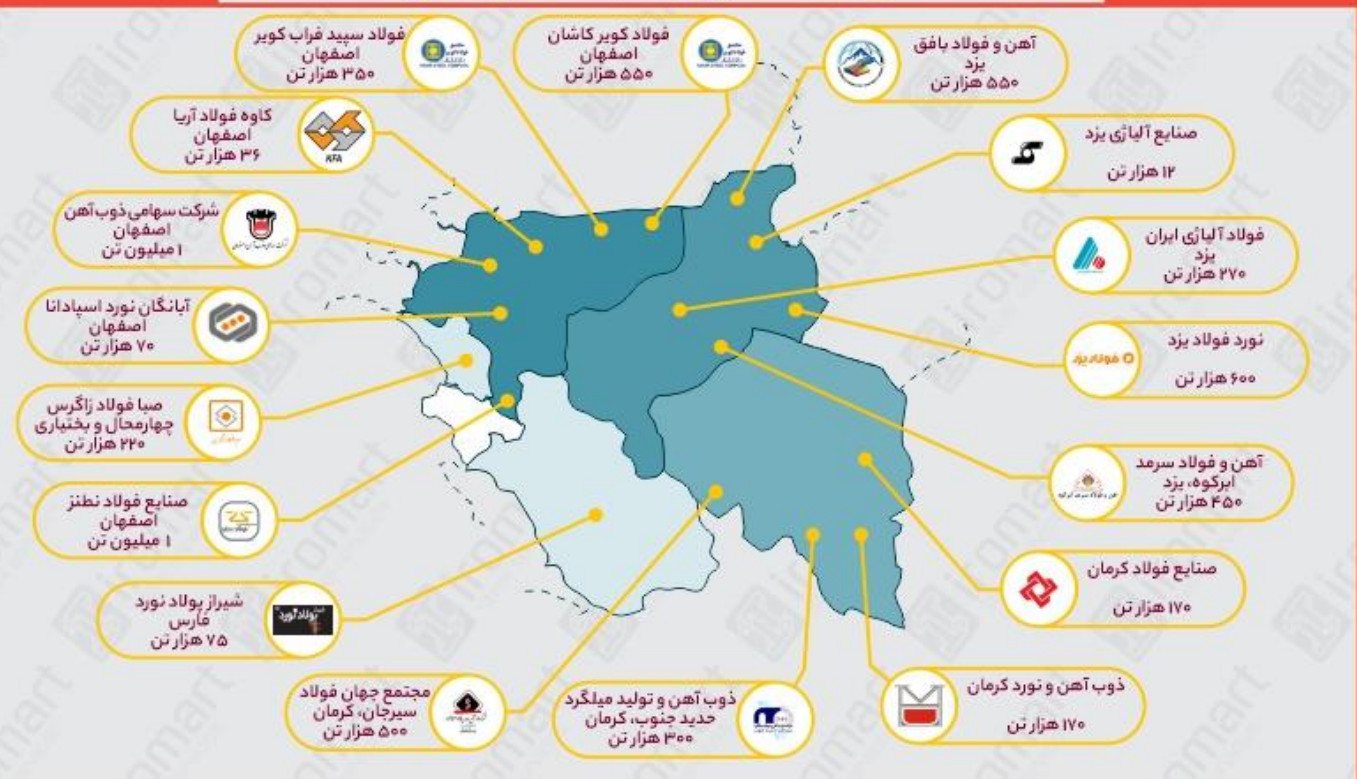 آهن و فولاد بافق
یزد
۵۵۰ هزار تن
فولاد کویر کاشان
اصفهان
۵۵۰ هزار تن
فولاد سپید فراب کویر
اصفهان
۳۵۰ هزار تن
صنایع آلیاژی یزد
۱۲ هزار تن
کاوه فولاد آریا
اصفهان
۳۶ هزار تن
KFA
فولاد آلیاژی ایران
یزد
۲۷۰ هزار تن
شرکت سهامی ذوب آهن
اصفهان
۱ میلیون تن
نورد فولاد یزد
۶۰۰ هزار تن
فولاد یزد
آبانگان نورد اسپادانا
اصفهان
۷۰ هزار تن
آهن و فولاد سرمد
ابرکوه، یزد
۴۵۰ هزار تن
صبا فولاد زاگرس
چهارمحال و بختیاری
۲۲۰ هزار تن
صنایع فولاد کرمان
۱۷۰ هزار تن
صنایع فولاد نطنز
اصفهان
۱ میلیون تن
ذوب آهن و نورد کرمان
۱۷۰ هزار تن
شیراز پولاد نورد
فارس
۷۵ هزار تن
پولاد نورد
ذوب آهن و تولید میلگرد
حدید جنوب، کرمان
۳۰۰ هزار تن
مجتمع جهان فولاد
سیرجان، کرمان
۵۰۰ هزار تن
iromart